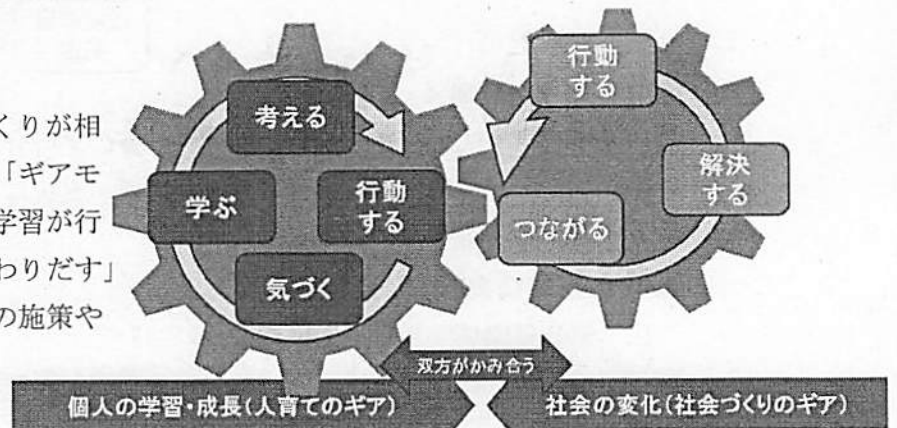 くりが相
「ギアモ
学習が行
わりだす」
の施策や
考える
学ぶ
行動
する
気づく
行動
する
解決
する
つながる
双方がかみ合う
個人の学習・成長(人育てのギア)
社会の変化(社会づくりのギア)